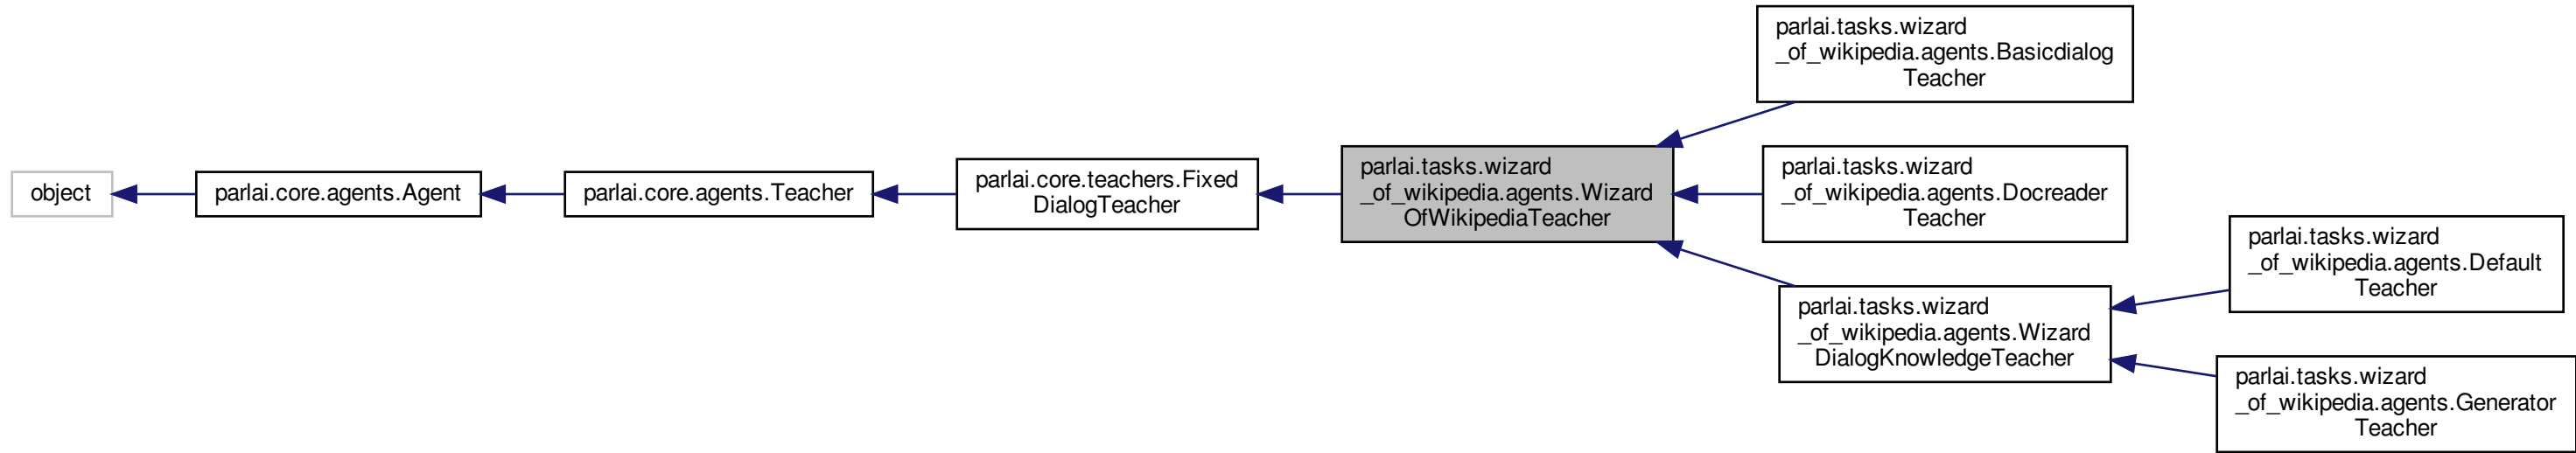 object
parlai.core.agents.Agent
parlai.core.agents.Teacher
parlai.core.teachers.Fixed
DialogTeacher
parlai.tasks.wizard
_of_wikipedia.agents.Wizard
OfWikipediaTeacher
parlai.tasks.wizard
_of_wikipedia.agents.Basicdialog
Teacher
parlai.tasks.wizard
_of_wikipedia.agents.Docreader
Teacher
parlai.tasks.wizard
_of_wikipedia.agents.Wizard
DialogKnowledgeTeacher
parlai.tasks.wizard
_of_wikipedia.agents.Default
Teacher
parlai.tasks.wizard
_of_wikipedia.agents.Generator
Teacher